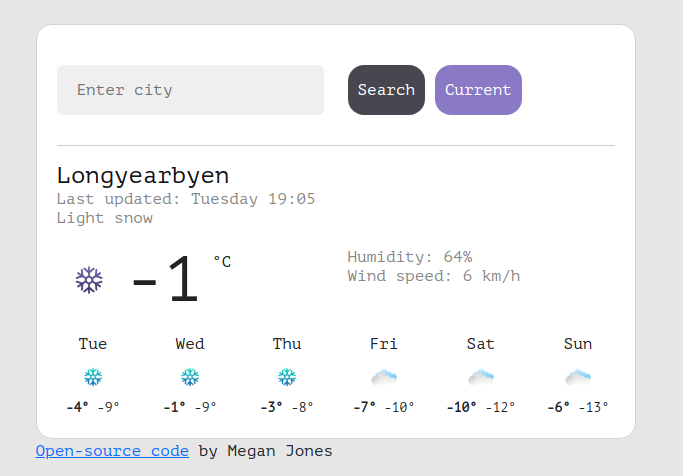 Enter city Search Current
Longyearbyen
Last updated: Tuesday 19:05
Light snow
-1 °C
Humidity: 64%
Wind speed: 6 km/h
Tue Wed Thu Fri Sat Sun
-4° -9° -1° -9° -3° -8° -7° -10° -10° -12° -6° -13°
Open-source code by Megan Jones